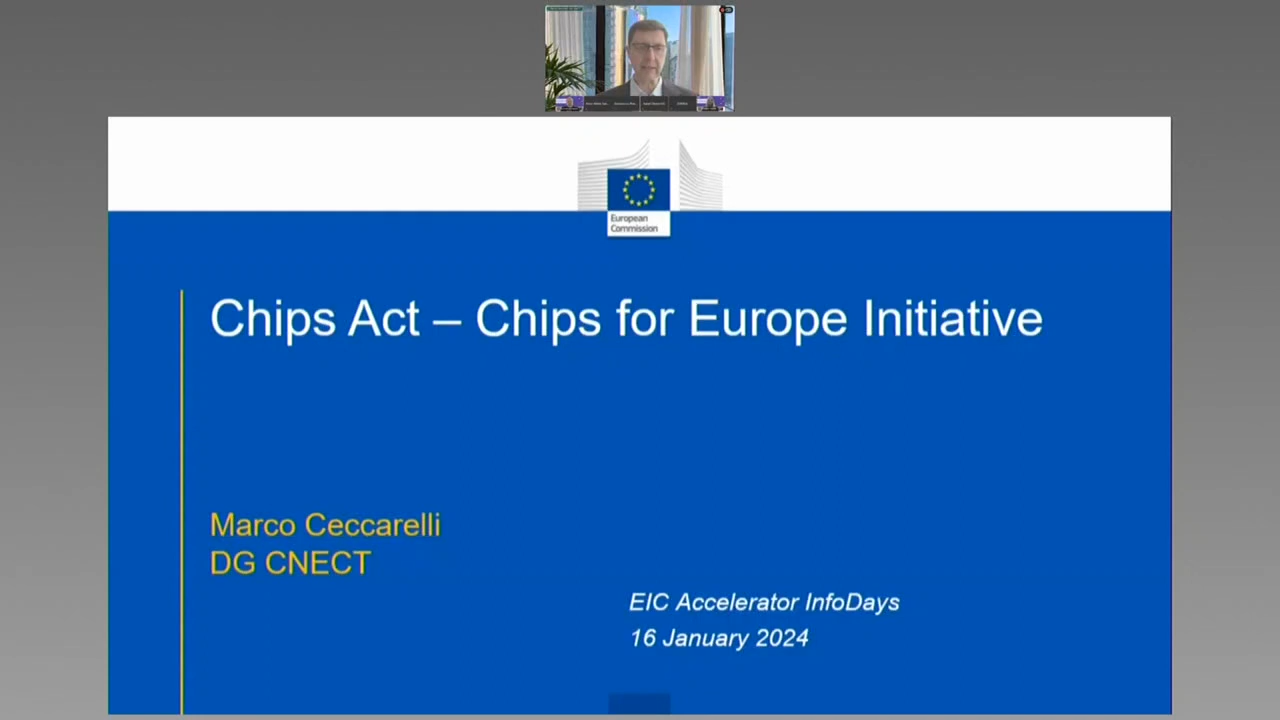 European
Commission
Chips Act – Chips for Europe Initiative
Marco Ceccarelli
DG CNECT
EIC Accelerator InfoDays
16 January 2024